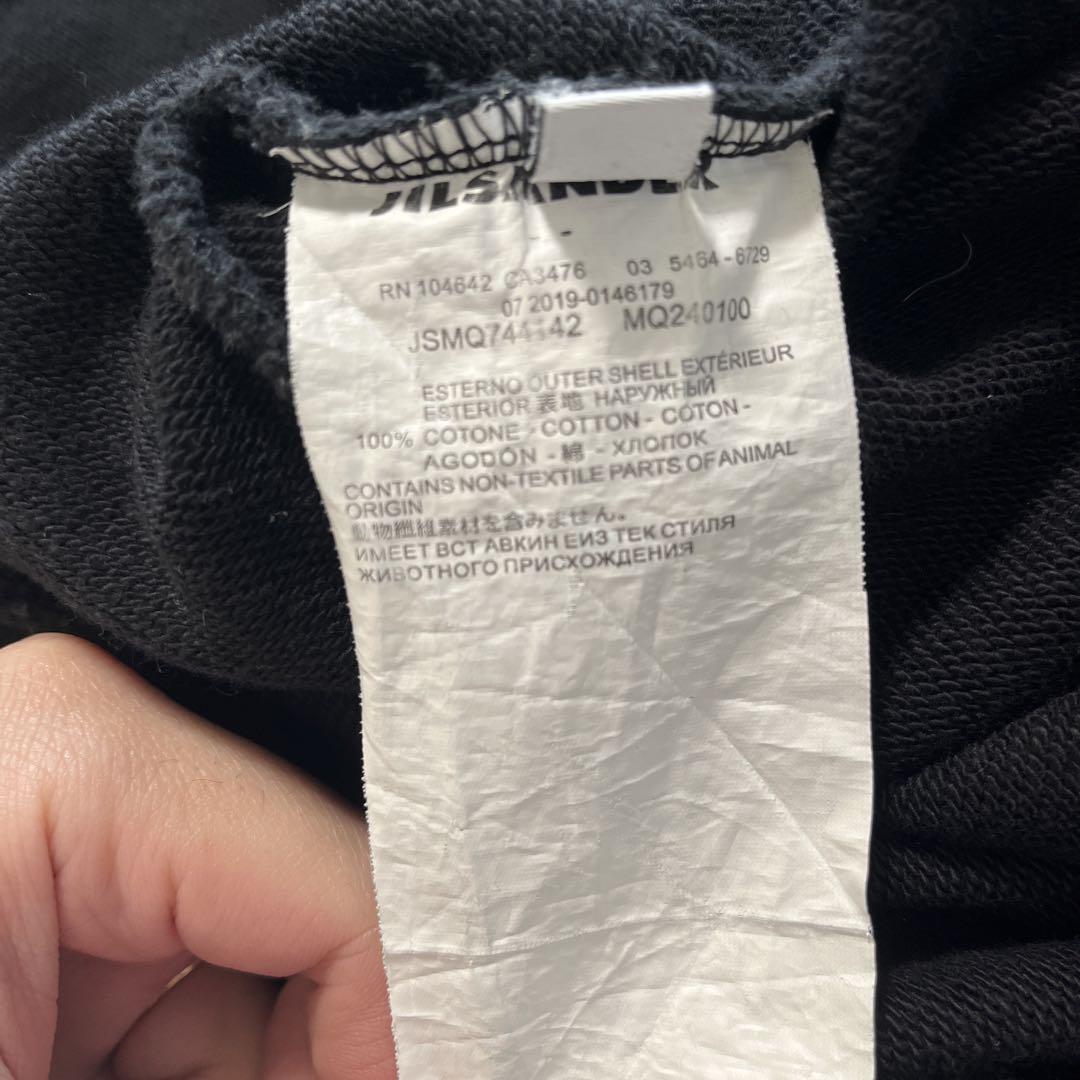 JIL SANDER
-
RN 104642 CA3476 03 5464 - 6729
07 2019-0146179
JSMQ744142 MQ240100
ESTERNO OUTER SHELL EXTÉRIEUR
ESTERIOR 表地 НАРУЖНЫЙ
100% COTONE - COTTON - COTON -
AGODÓN - 綿 - ХЛОПОК
CONTAINS NON-TEXTILE PARTS OF ANIMAL
ORIGIN
動物繊維素材を含みません。
ИМЕЕТ ВСТ АВКИН ЕИЗ ТЕК СТИЛЯ
ЖИВОТНОГО ПРИСХОЖДЕНИЯ